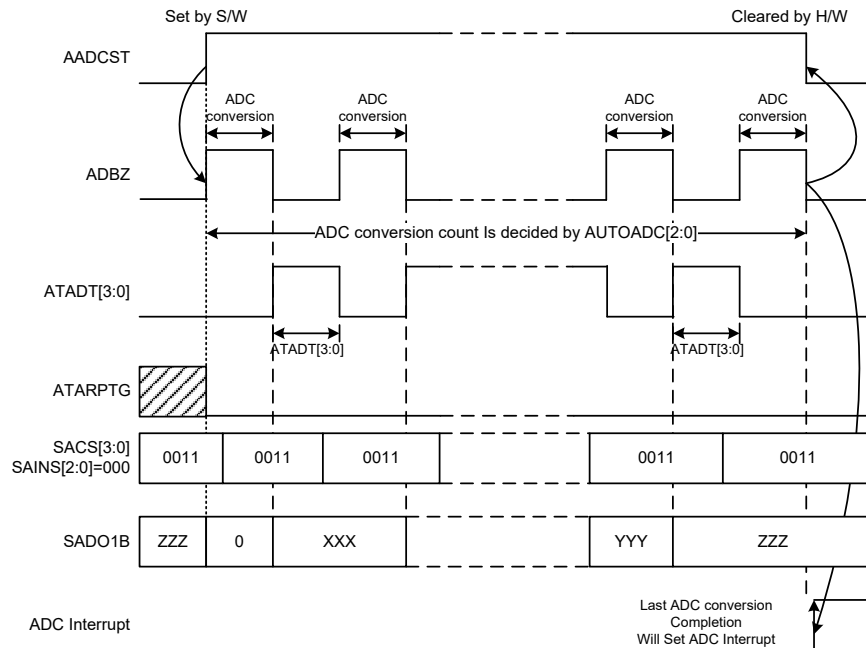 Set by S/W
Cleared by H/W
AADCST
ADC
conversion
ADC
conversion
ADC
conversion
ADC
conversion
ADBZ
ADC conversion count Is decided by AUTOADC[2:0]
ATADT[3:0]
ATADT[3:0]
ATADT[3:0]
ATARPTG
SACS[3:0]
SAINS[2:0]=000
0011
0011
0011
0011
0011
SADO1B
ZZZ
0
XXX
YYY
ZZZ
ADC Interrupt
Last ADC conversion
Completion
Will Set ADC Interrupt